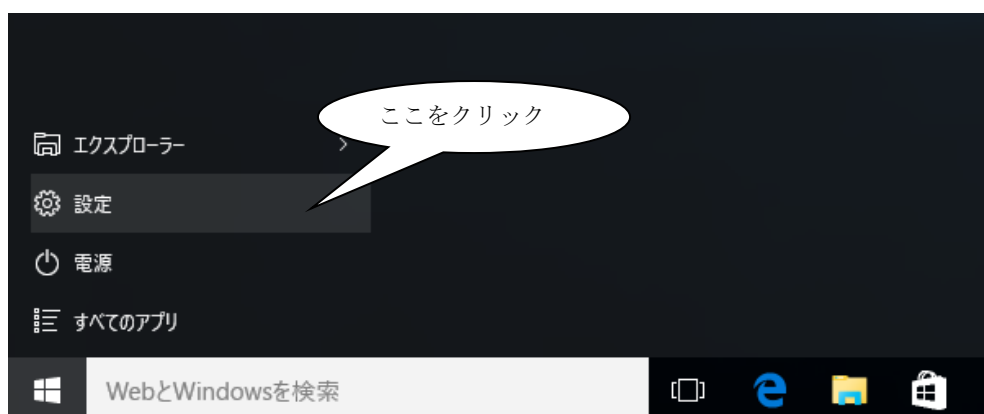 ここをクリック
エクスプローラー
設定
電源
すべてのアプリ
WebとWindowsを検索